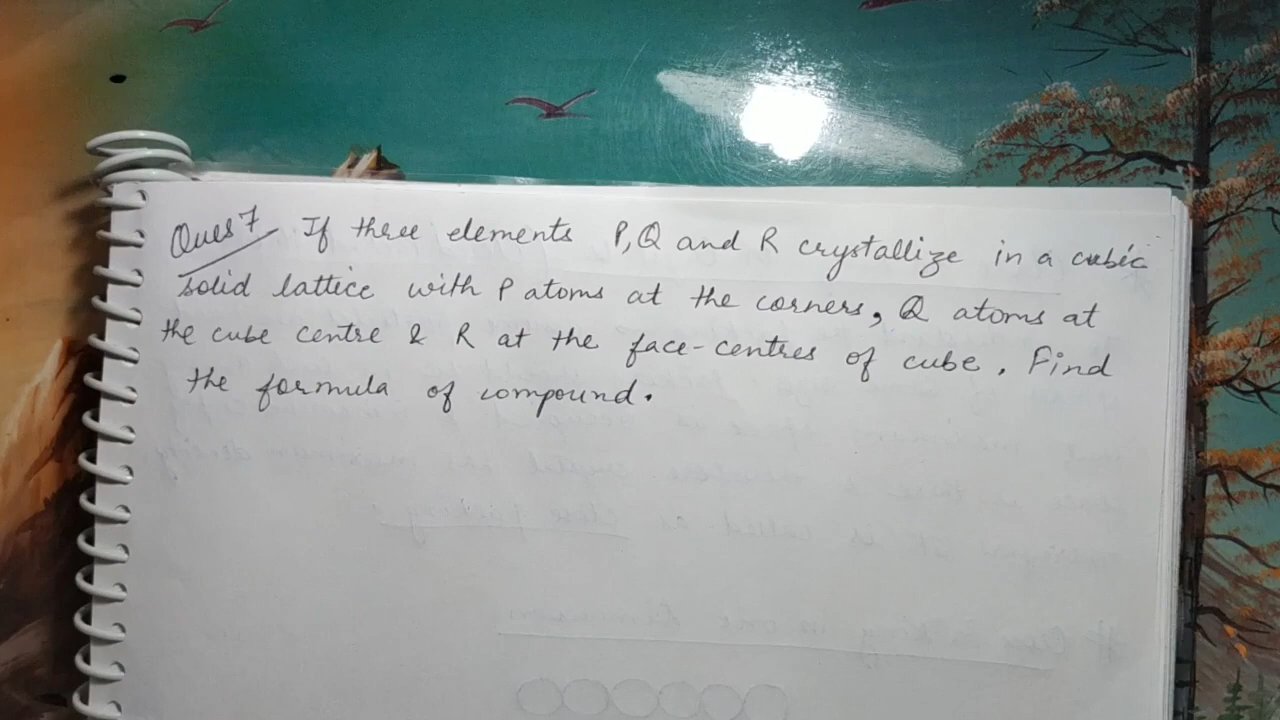 Ques 7. If three elements P, Q and R crystallize in a cubic
solid lattice with P atoms at the corners, Q atoms at
the cube centre & R at the face-centres of cube. Find
the formula of compound.